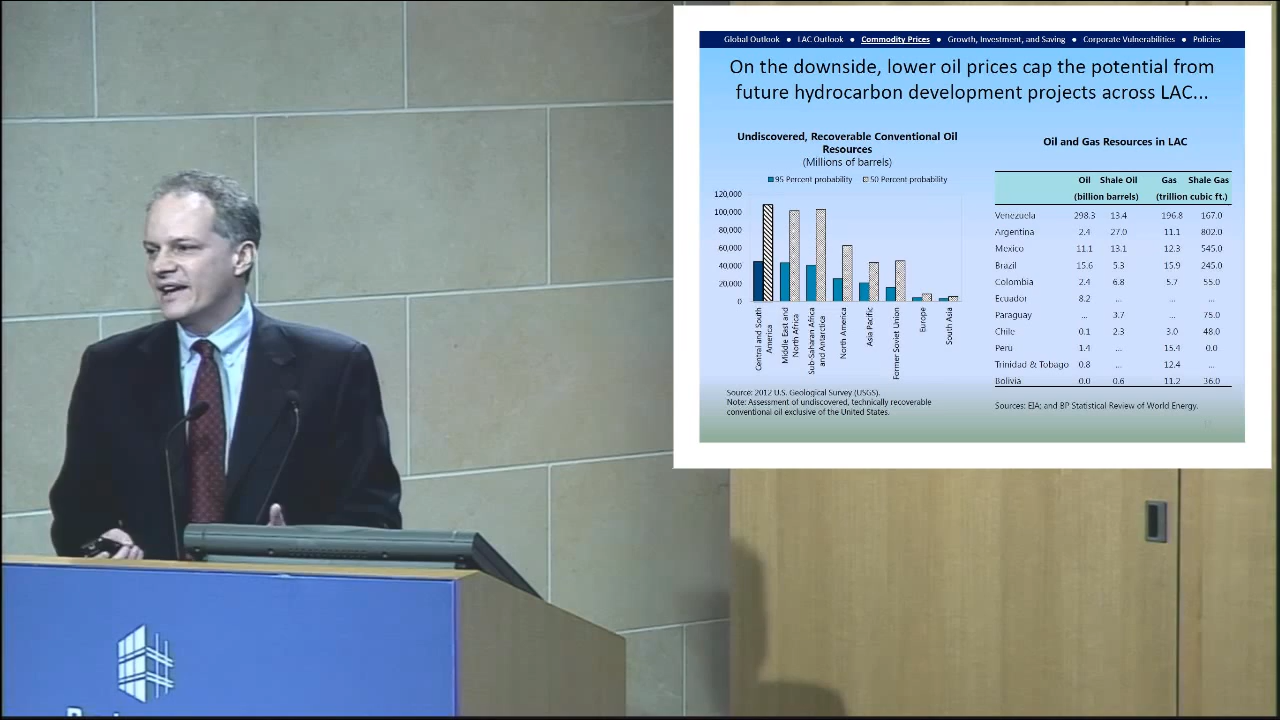 Global Outlook ● LAC Outlook ● Commodity Prices ● Growth, Investment, and Saving ● Corporate Vulnerabilities ● Policies
On the downside, lower oil prices cap the potential from
future hydrocarbon development projects across LAC...
Undiscovered, Recoverable Conventional Oil
Resources
(Millions of barrels)
95 Percent probability 50 Percent probability
120,000
100,000
80,000
60,000
40,000
20,000
0
Central and South
America
Middle East and
North Africa
Sub-Saharan Africa
and Antarctica
North America
Asia Pacific
Former Soviet Union
Europe
South Asia
Source: 2012 U.S. Geological Survey (USGS).
Note: Assessment of undiscovered, technically recoverable
conventional oil exclusive of the United States.
Oil and Gas Resources in LAC
Oil Shale Oil Gas Shale Gas
(billion barrels) (trillion cubic ft.)
Venezuela 298.3 13.4 196.8 167.0
Argentina 2.4 27.0 11.1 802.0
Mexico 11.1 13.1 12.3 545.0
Brazil 15.6 5.3 15.9 245.0
Colombia 2.4 6.8 5.7 55.0
Ecuador 8.2 ... ... ...
Paraguay ... 3.7 ... 75.0
Chile 0.1 2.3 3.0 48.0
Peru 1.4 ... 15.4 0.0
Trinidad & Tobago 0.8 12.4 ...
Bolivia 0.0 0.6 11.2 36.0
Sources: EIA; and BP Statistical Review of World Energy.